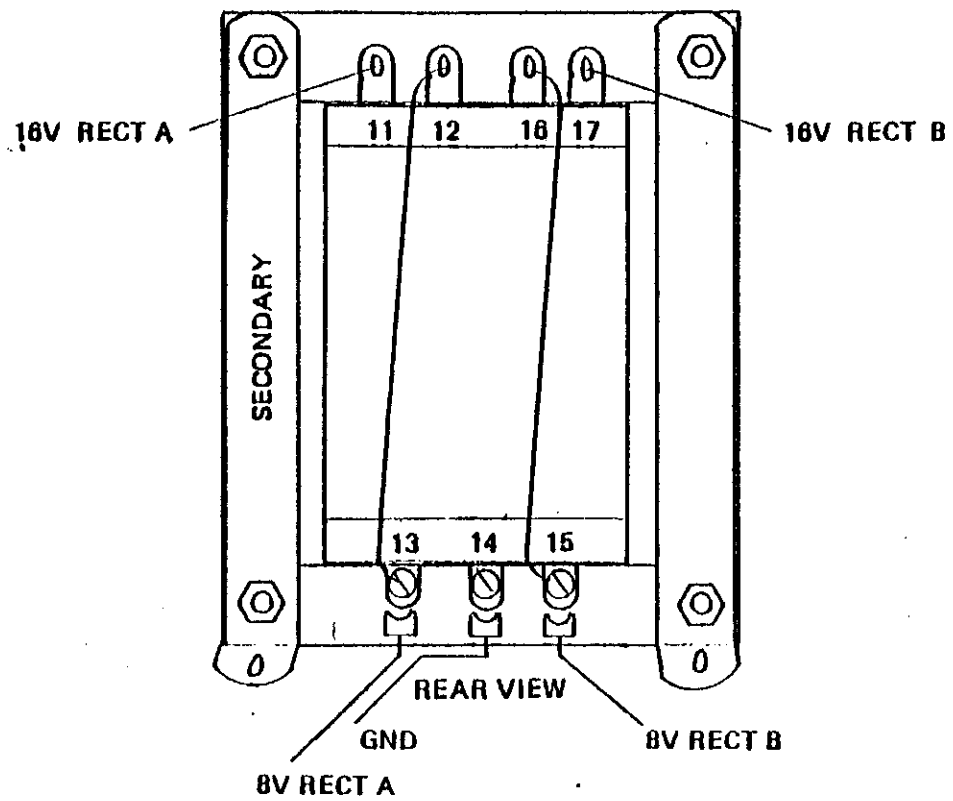 16V RECT A
11 12 16 17
16V RECT B
SECONDARY
13 14 15
REAR VIEW
GND
8V RECT B
8V RECT A